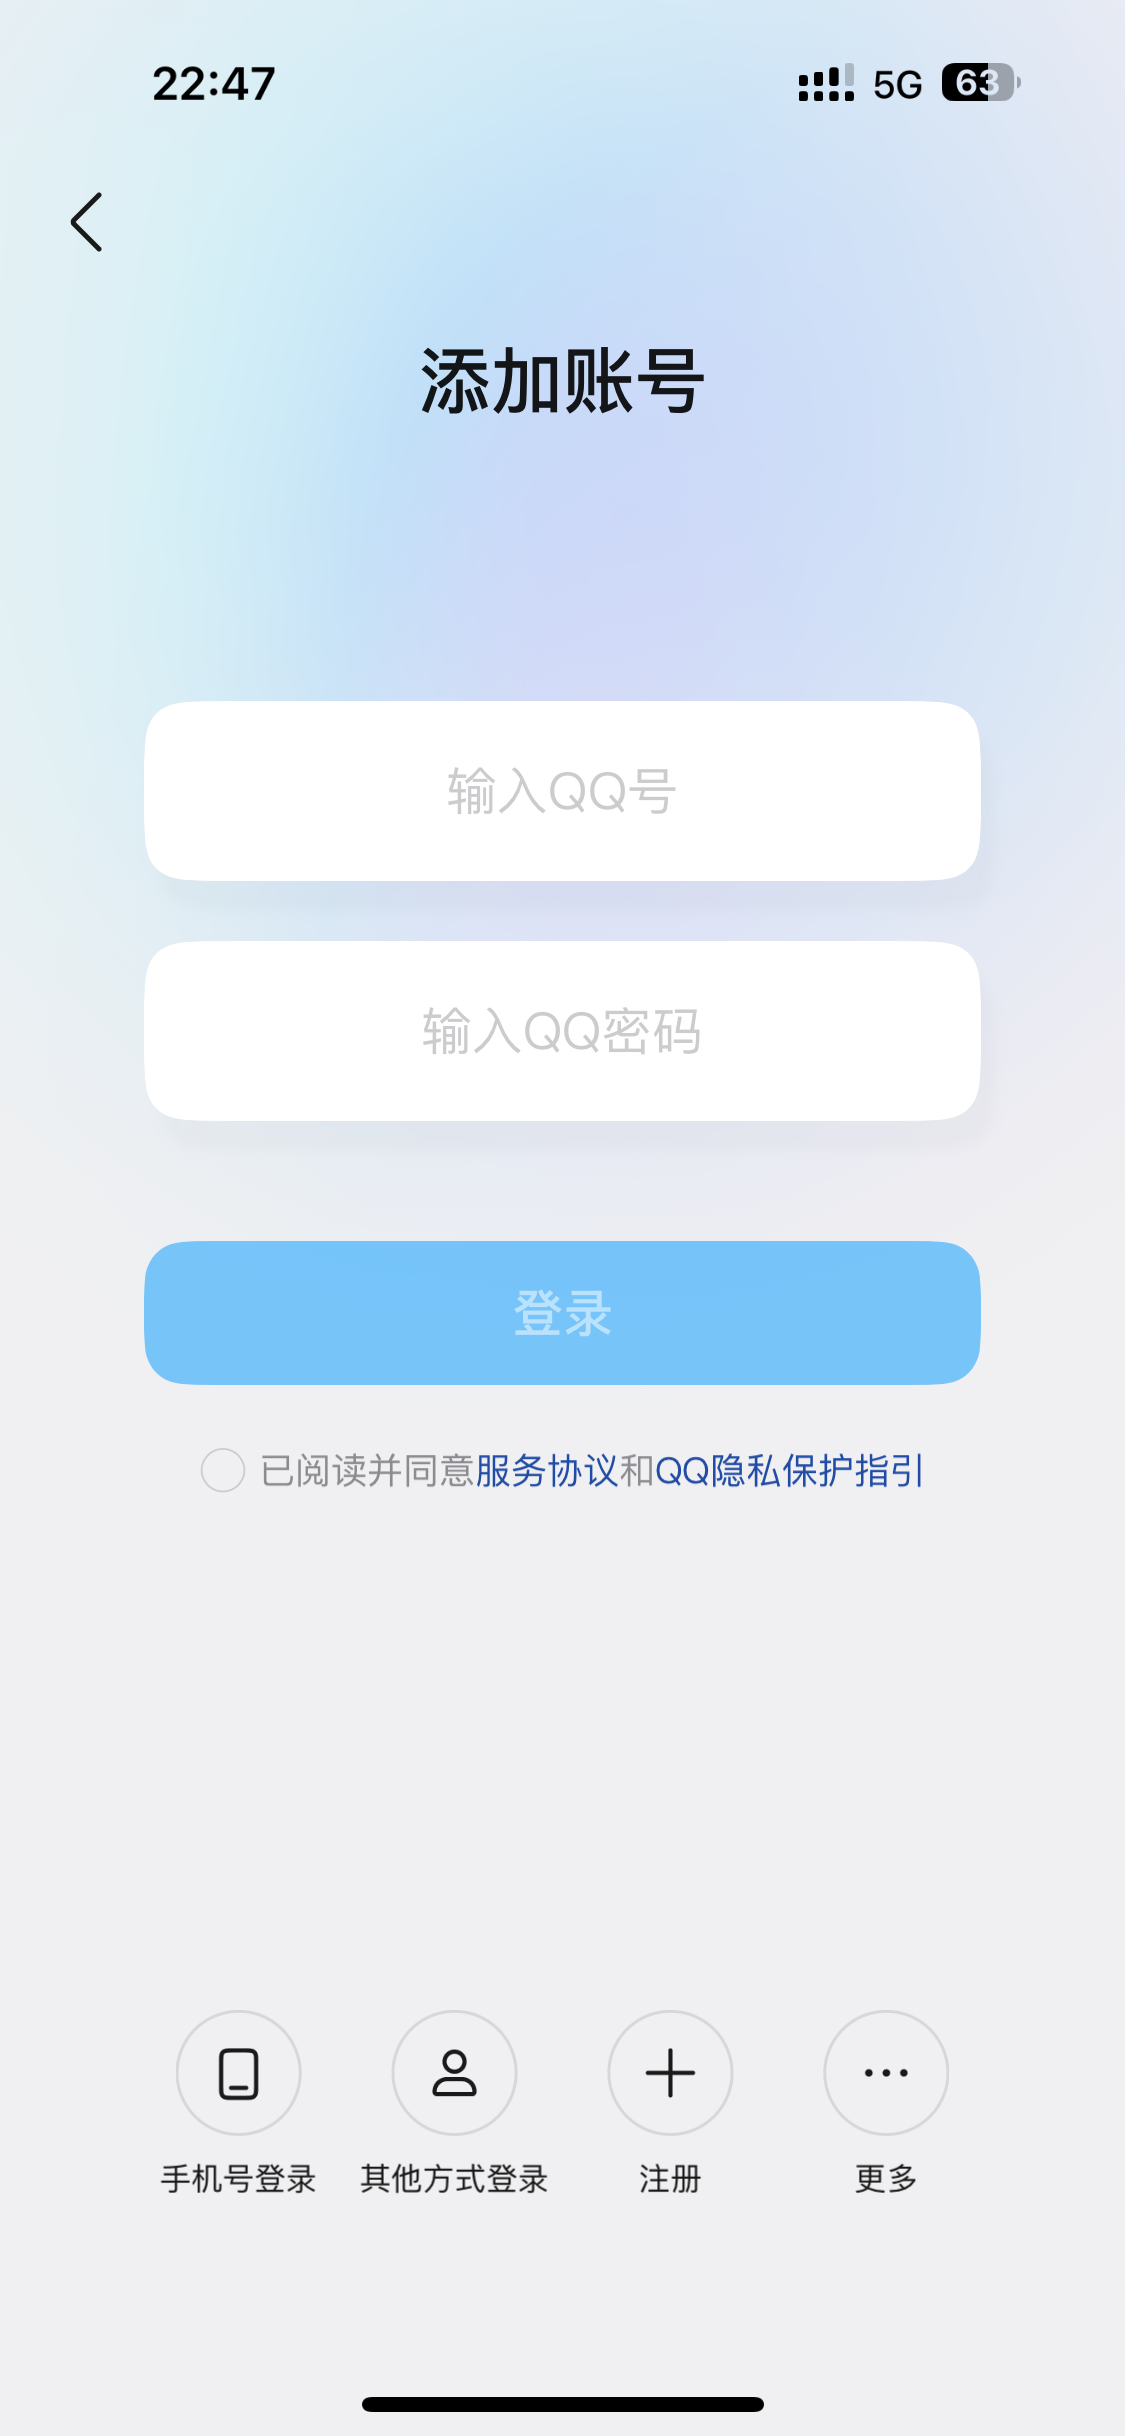 22:47 5G 63
添加账号
输入QQ号
输入QQ密码
登录
已阅读并同意服务协议和QQ隐私保护指引
手机号登录 其他方式登录 注册 更多